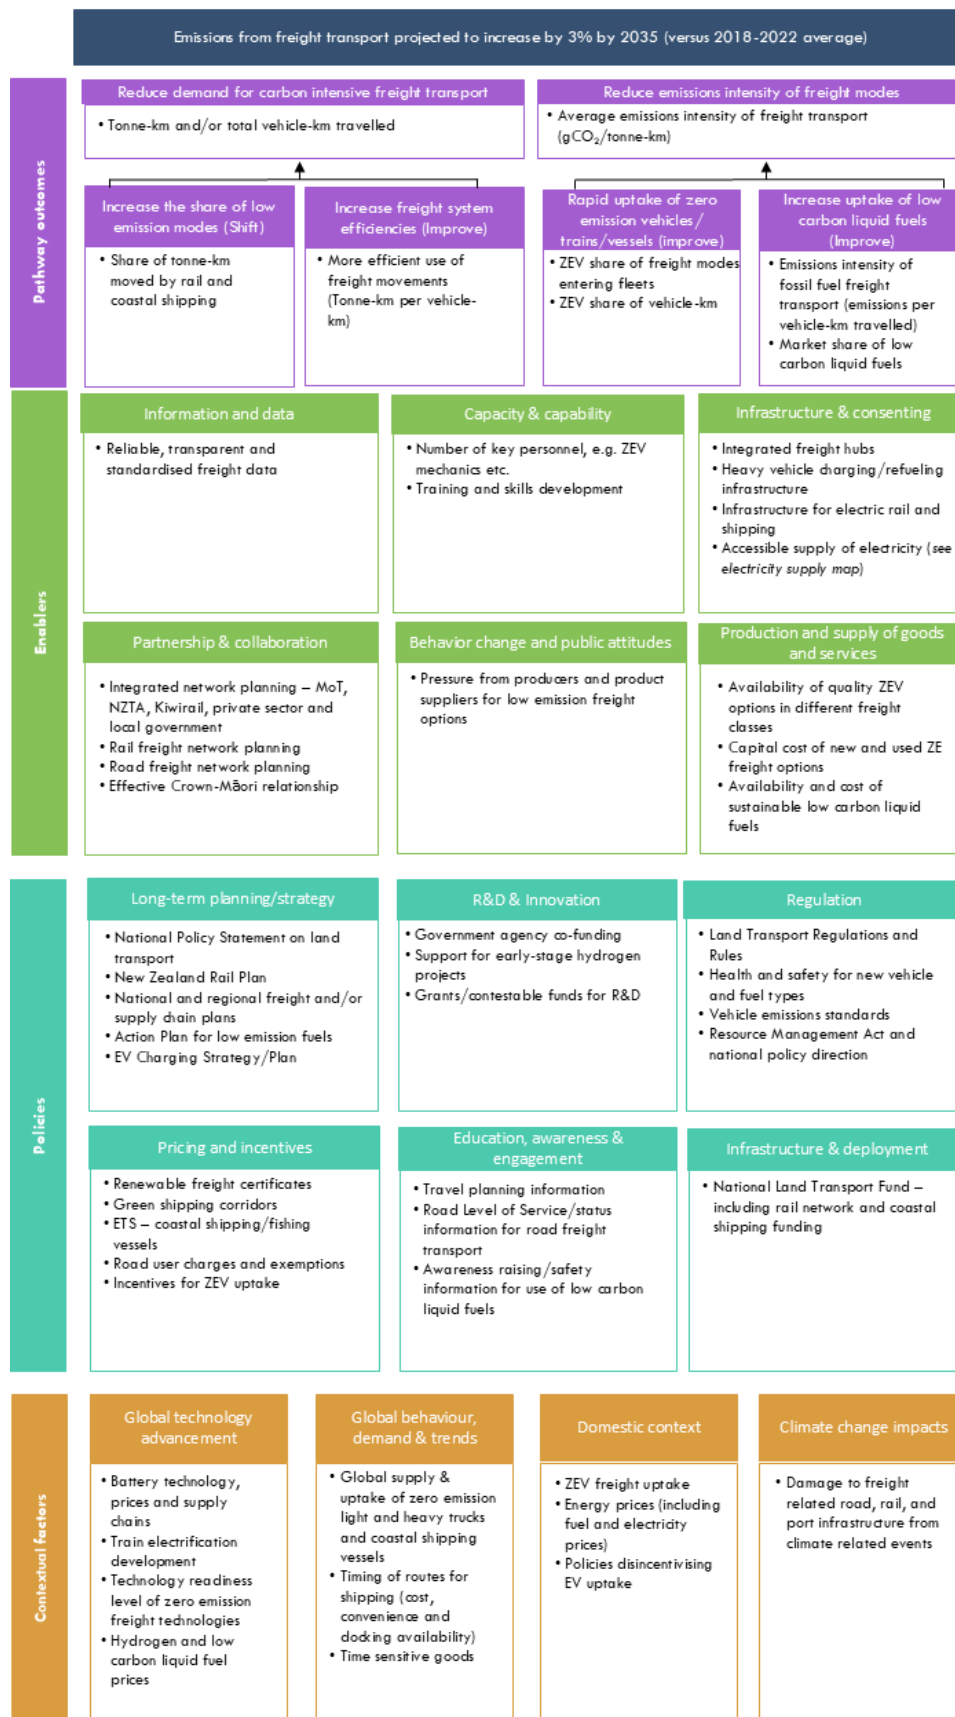 Emissions from freight transport projected to increase by 3% by 2035 (versus 2018-2022 average)
Pathway outcomes
Reduce demand for carbon intensive freight transport
• Tonne-km and/or total vehicle-km travelled
Reduce emissions intensity of freight modes
• Average emissions intensity of freight transport
(gCO₂/tonne-km)
Increase the share of low
emission modes (Shift)
• Share of tonne-km
moved by rail and
coastal shipping
Increase freight system
efficiencies (Improve)
• More efficient use of
freight movements
(Tonne-km per vehicle-
km)
Rapid uptake of zero
emission vehicles/
trains/vessels (improve)
• ZEV share of freight modes
entering fleets
• ZEV share of vehicle-km
Increase uptake of low
carbon liquid fuels
(Improve)
• Emissions intensity of
fossil fuel freight
transport (emissions per
vehicle-km travelled)
• Market share of low
carbon liquid fuels
Enablers
Information and data
• Reliable, transparent and
standardised freight data
Capacity & capability
• Number of key personnel, e.g. ZEV
mechanics etc.
• Training and skills development
Infrastructure & consenting
• Integrated freight hubs
• Heavy vehicle charging/refueling
infrastructure
• Infrastructure for electric rail and
shipping
• Accessible supply of electricity (see
electricity supply map)
Partnership & collaboration
• Integrated network planning – MoT,
NZTA, Kiwirail, private sector and
local government
• Rail freight network planning
• Road freight network planning
• Effective Crown-Māori relationship
Behavior change and public attitudes
• Pressure from producers and product
suppliers for low emission freight
options
Production and supply of goods
and services
• Availability of quality ZEV
options in different freight
classes
• Capital cost of new and used ZE
freight options
• Availability and cost of
sustainable low carbon liquid
fuels
Policies
Long-term planning/strategy
• National Policy Statement on land
transport
• New Zealand Rail Plan
• National and regional freight and/or
supply chain plans
• Action Plan for low emission fuels
• EV Charging Strategy/Plan
R&D & Innovation
• Government agency co-funding
• Support for early-stage hydrogen
projects
• Grants/contestable funds for R&D
Regulation
• Land Transport Regulations and
Rules
• Health and safety for new vehicle
and fuel types
• Vehicle emissions standards
• Resource Management Act and
national policy direction
Pricing and incentives
• Renewable freight certificates
• Green shipping corridors
• ETS – coastal shipping/fishing
vessels
• Road user charges and exemptions
• Incentives for ZEV uptake
Education, awareness &
engagement
• Travel planning information
• Road Level of Service/status
information for road freight
transport
• Awareness raising/safety
information for use of low carbon
liquid fuels
Infrastructure & deployment
• National Land Transport Fund –
including rail network and coastal
shipping funding
Contextual factors
Global technology
advancement
• Battery technology,
prices and supply
chains
• Train electrification
development
• Technology readiness
level of zero emission
freight technologies
• Hydrogen and low
carbon liquid fuel
prices
Global behaviour,
demand & trends
• Global supply &
uptake of zero emission
light and heavy trucks
and coastal shipping
vessels
• Timing of routes for
shipping (cost,
convenience and
docking availability)
• Time sensitive goods
Domestic context
• ZEV freight uptake
• Energy prices (including
fuel and electricity
prices)
• Policies disincentivising
EV uptake
Climate change impacts
• Damage to freight
related road, rail, and
port infrastructure from
climate related events